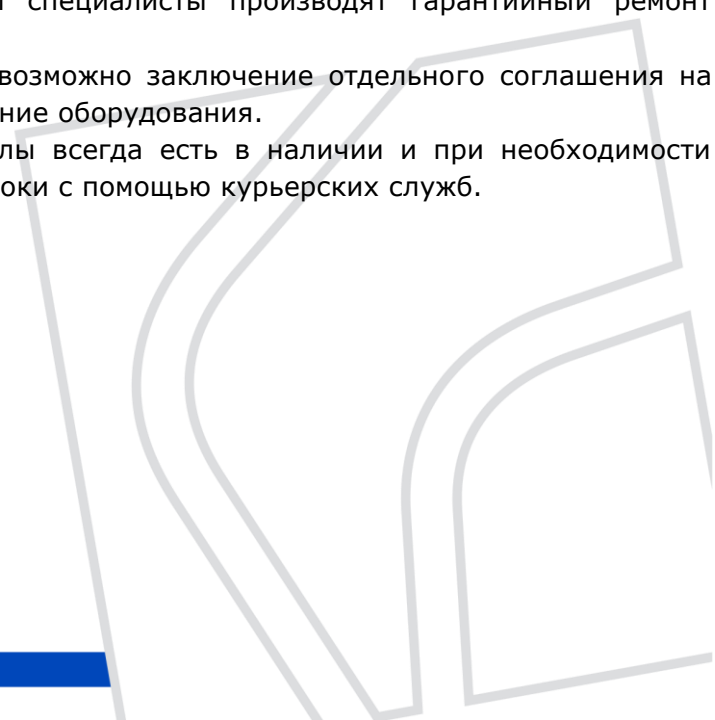 специалисты производят гарантийный ремонт
возможно заключение отдельного соглашения на
ние оборудования.
лы всегда есть в наличии и при необходимости
оки с помощью курьерских служб.